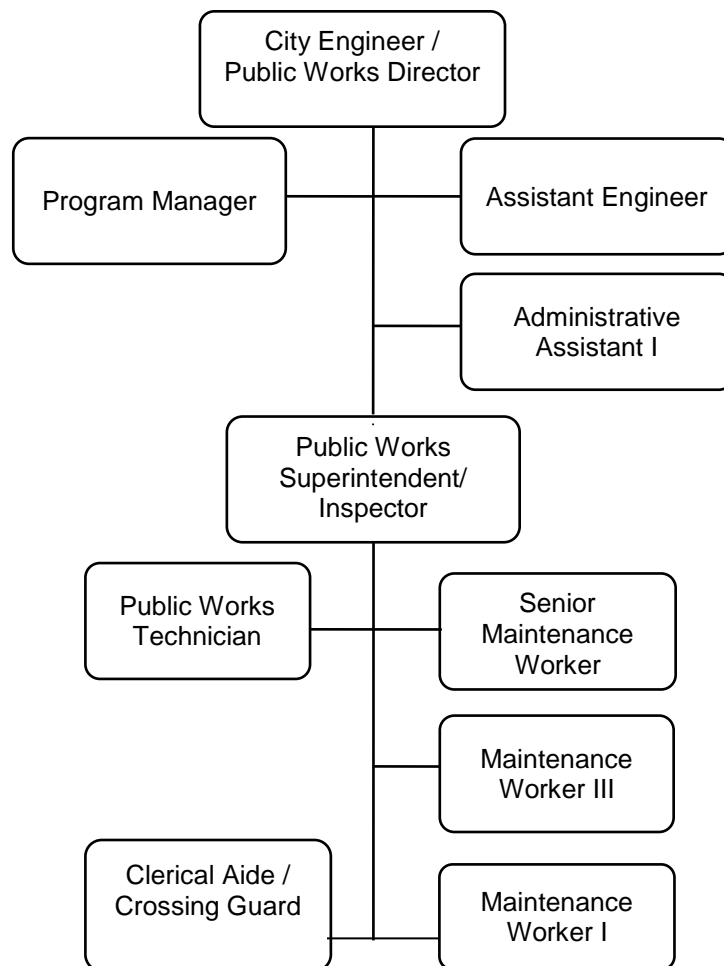 City Engineer /
Public Works Director
Program Manager
Assistant Engineer
Administrative
Assistant I
Public Works
Superintendent/
Inspector
Public Works
Technician
Senior
Maintenance
Worker
Maintenance
Worker III
Clerical Aide /
Crossing Guard
Maintenance
Worker I